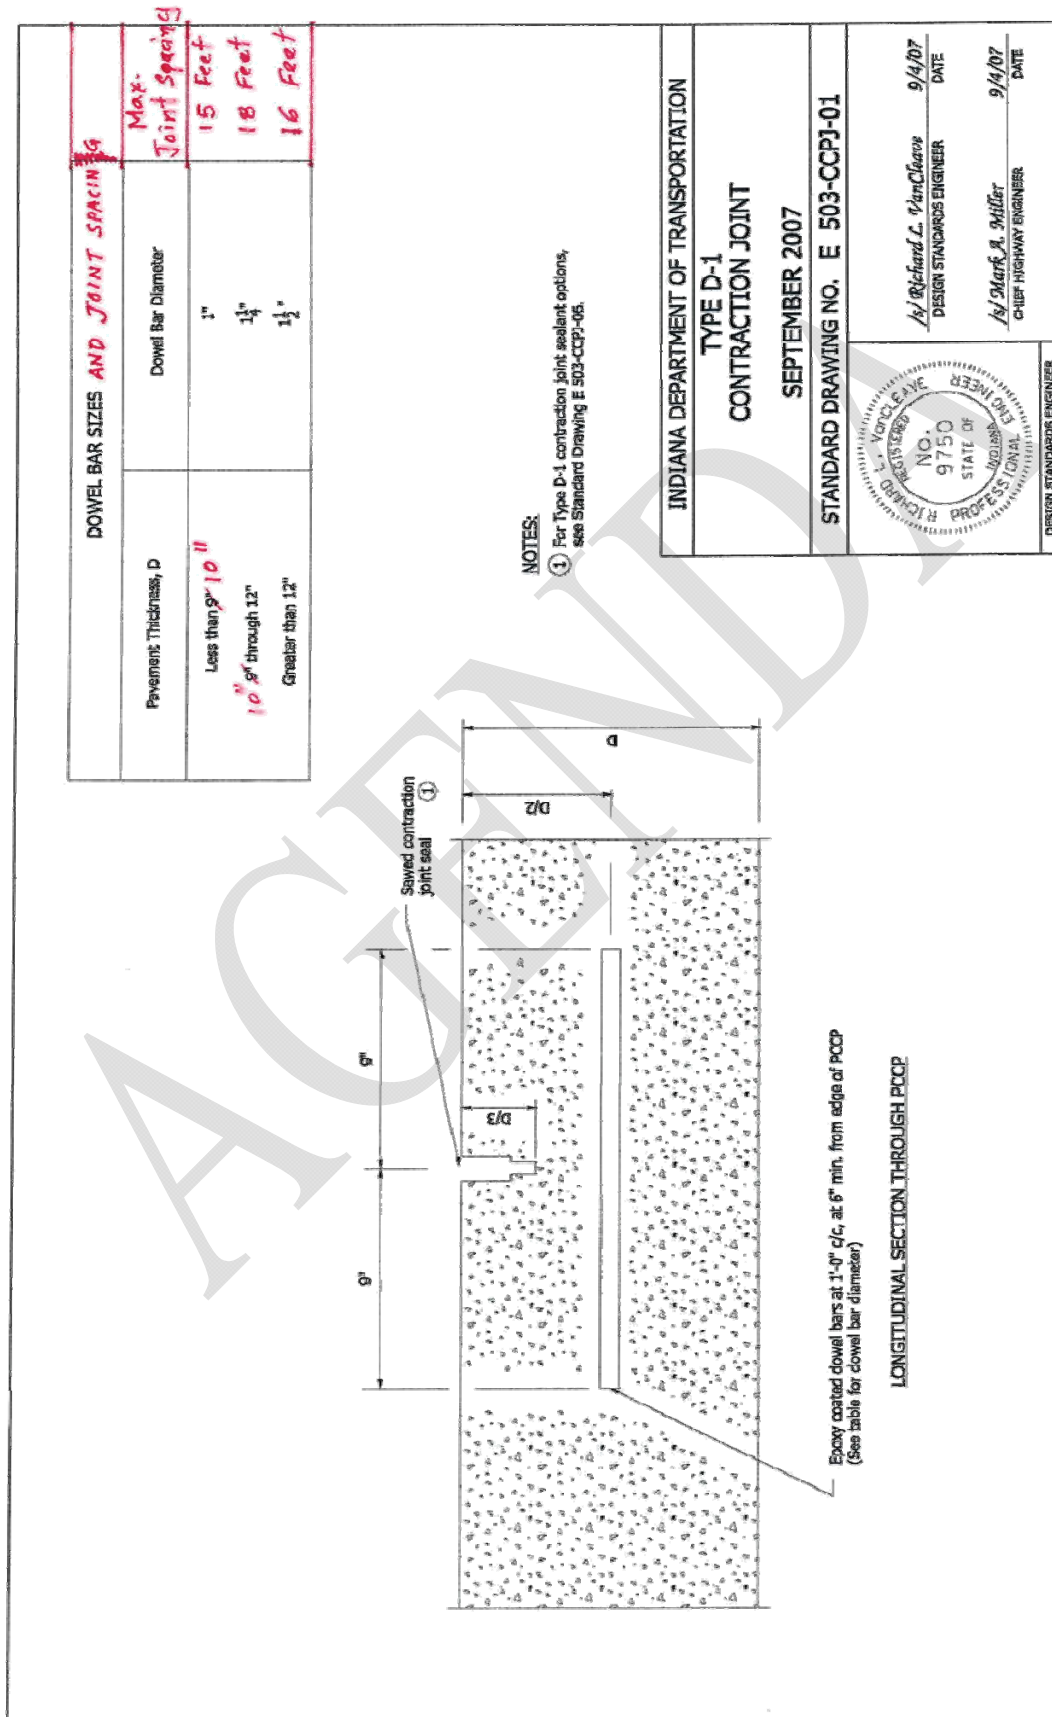 DOWEL BAR SIZES AND JOINT SPACING
Pavement Thickness, D
Dowel Bar Diameter
Max.
Joint Spacing
Less than 9" 10"
1"
15 Feet
10" 9" through 12"
1 1/4"
18 Feet
Greater than 12"
1 1/2"
16 Feet
9"
9"
Sawed contraction
joint seal
①
D/3
D/2
D
Epoxy coated dowel bars at 1'-0" c/c, at 6" min. from edge of PCCP
(See table for dowel bar diameter)
LONGITUDINAL SECTION THROUGH PCCP
NOTES:
① For Type D-1 contraction joint sealant options,
see Standard Drawing E 503-CCPJ-05.
INDIANA DEPARTMENT OF TRANSPORTATION
TYPE D-1
CONTRACTION JOINT
SEPTEMBER 2007
STANDARD DRAWING NO. E 503-CCPJ-01
RICHARD L. VanCLEAVE
REGISTERED
NO.
9750
STATE OF
INDIANA
PROFESSIONAL ENGINEER
/s/ Richard L. VanCleave 9/4/07
DESIGN STANDARDS ENGINEER DATE
/s/ Mark A. Miller 9/4/07
CHIEF HIGHWAY ENGINEER DATE
DESIGN STANDARDS ENGINEER
AGENDA